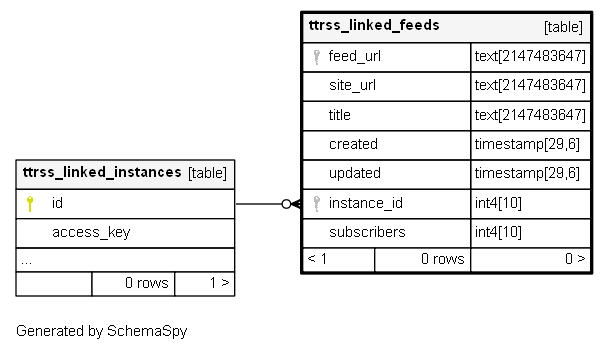 ttrss_linked_feeds [table]
feed_url text[2147483647]
site_url text[2147483647]
title text[2147483647]
created timestamp[29,6]
updated timestamp[29,6]
instance_id int4[10]
subscribers int4[10]
< 1 0 rows 0 >
ttrss_linked_instances [table]
id
access_key
...
0 rows 1 >
Generated by SchemaSpy